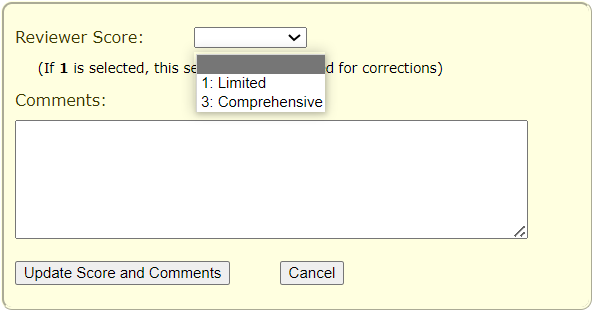 Reviewer Score:
(If 1 is selected, this se d for corrections)
1: Limited
3: Comprehensive
Comments:
Update Score and Comments Cancel